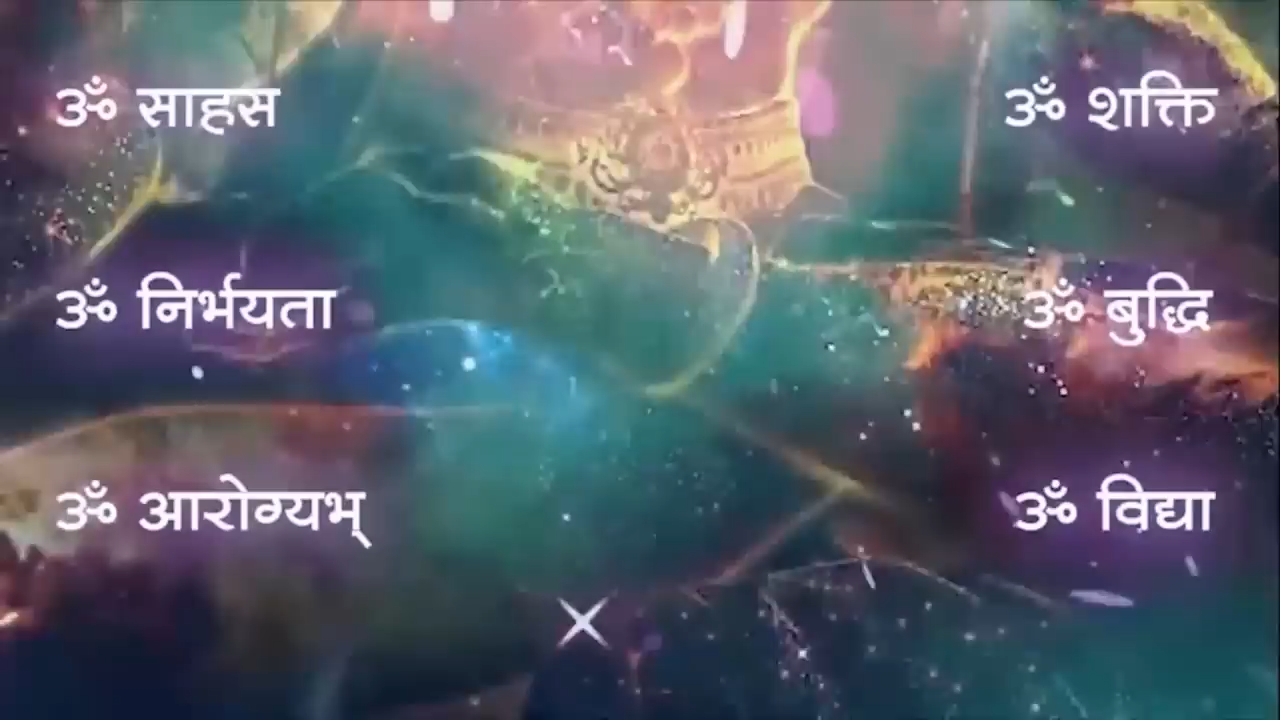 ॐ साहस
ॐ शक्ति
ॐ निर्भयता
ॐ बुद्धि
ॐ आरोग्यभ्
ॐ विद्या